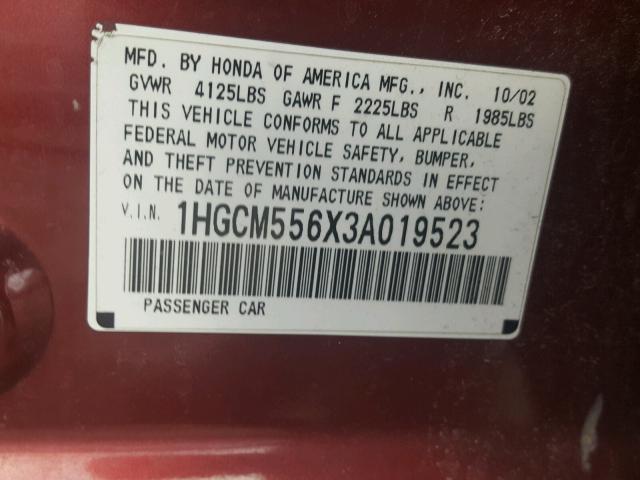 MFD. BY HONDA OF AMERICA MFG., INC. 10/02
GVWR 4125LBS GAWR F 2225LBS R 1985LBS
THIS VEHICLE CONFORMS TO ALL APPLICABLE
FEDERAL MOTOR VEHICLE SAFETY, BUMPER,
AND THEFT PREVENTION STANDARDS IN EFFECT
ON THE DATE OF MANUFACTURE SHOWN ABOVE:
V.I.N. 1HGCM556X3A019523
PASSENGER CAR